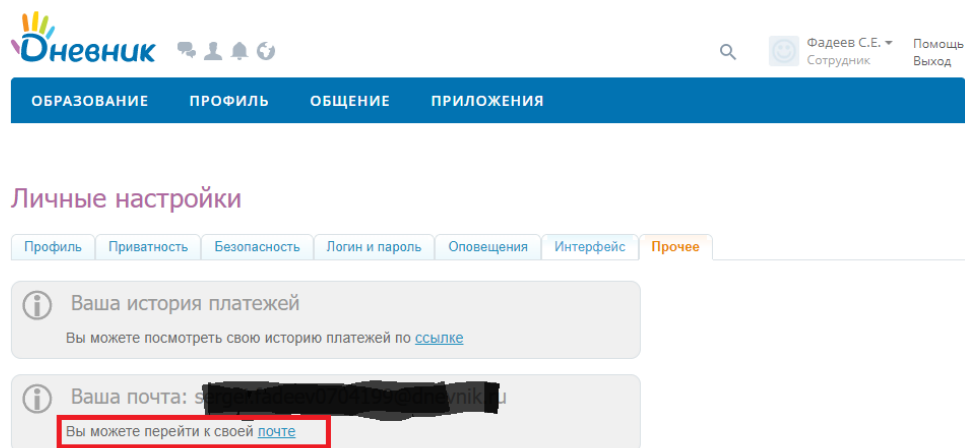 Дневник
Фадеев С.Е.
Сотрудник
Помощь
Выход
ОБРАЗОВАНИЕ ПРОФИЛЬ ОБЩЕНИЕ ПРИЛОЖЕНИЯ
Личные настройки
Профиль Приватность Безопасность Логин и пароль Оповещения Интерфейс Прочее
Ваша история платежей
Вы можете посмотреть свою историю платежей по ссылке
Ваша почта:
Вы можете перейти к своей почте